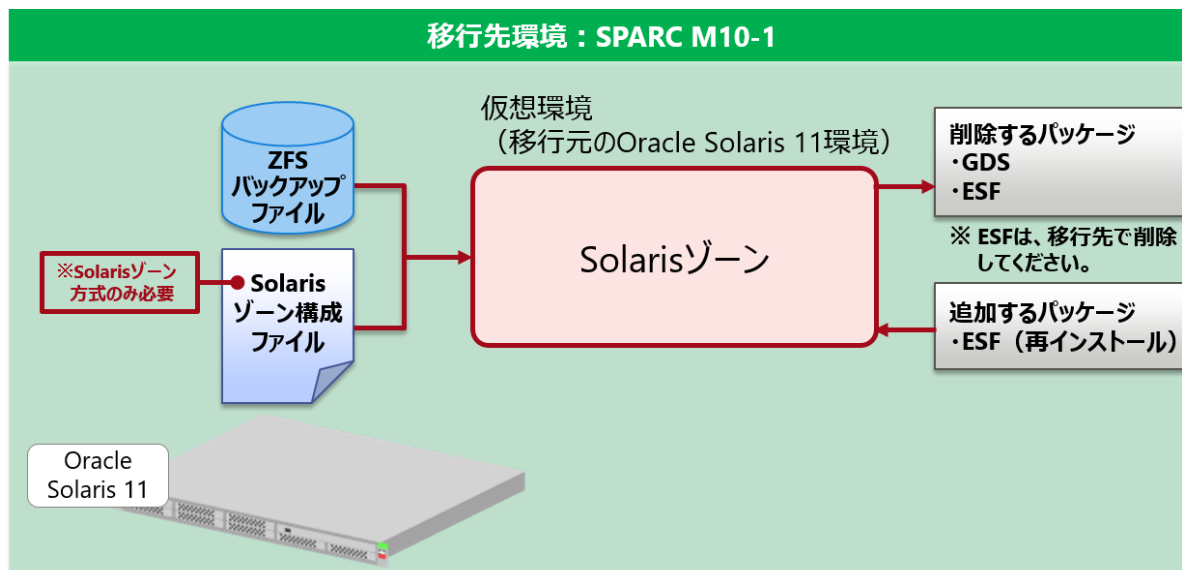 移行先環境：SPARC M10-1
仮想環境
（移行元のOracle Solaris 11環境）
ZFS
バックアップ
ファイル
※Solarisゾーン
方式のみ必要
Solaris
ゾーン構成
ファイル
Solarisゾーン
削除するパッケージ
・GDS
・ESF
※ ESFは、移行先で削除
してください。
追加するパッケージ
・ESF（再インストール）
Oracle
Solaris 11